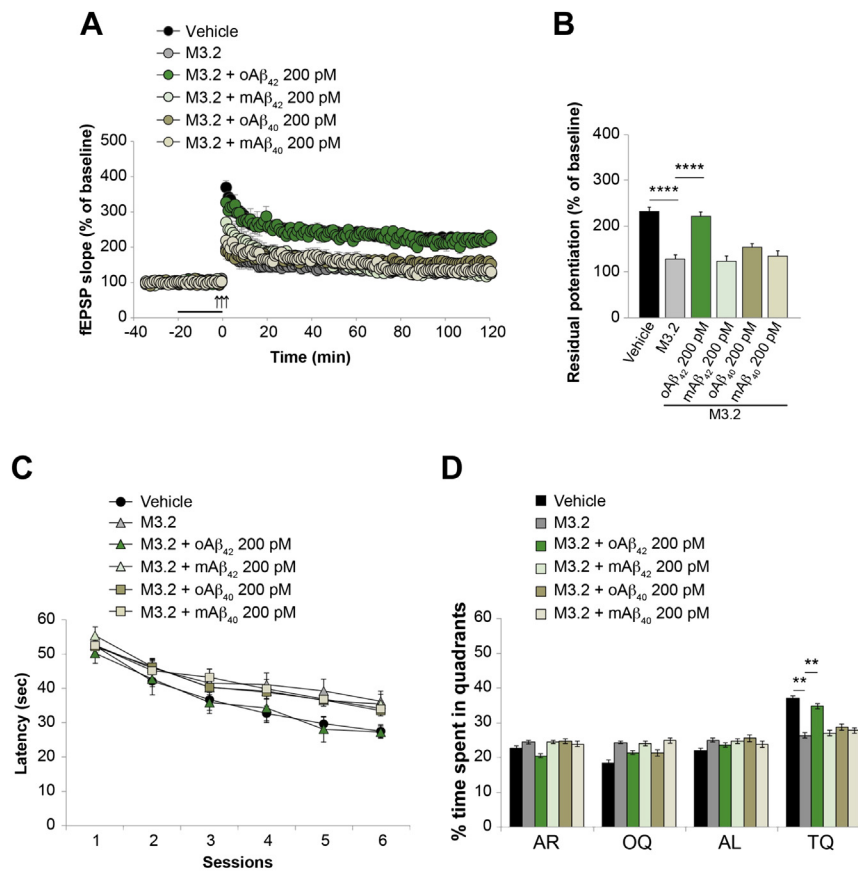 A
Vehicle
M3.2
M3.2 + oAβ42 200 pM
M3.2 + mAβ42 200 pM
M3.2 + oAβ40 200 pM
M3.2 + mAβ40 200 pM
fEPSP slope (% of baseline)
500
400
300
200
100
0
↑↑↑
-40 -20 0 20 40 60 80 100 120
Time (min)
B
Residual potentiation (% of baseline)
400
300
200
100
0
****
****
Vehicle
M3.2
oAβ42 200 pM
mAβ42 200 pM
oAβ40 200 pM
mAβ40 200 pM
M3.2
C
Vehicle
M3.2
M3.2 + oAβ42 200 pM
M3.2 + mAβ42 200 pM
M3.2 + oAβ40 200 pM
M3.2 + mAβ40 200 pM
Latency (sec)
60
50
40
30
20
10
0
1 2 3 4 5 6
Sessions
D
Vehicle
M3.2
M3.2 + oAβ42 200 pM
M3.2 + mAβ42 200 pM
M3.2 + oAβ40 200 pM
M3.2 + mAβ40 200 pM
% time spent in quadrants
60
50
40
30
20
10
0
**
**
AR OQ AL TQ